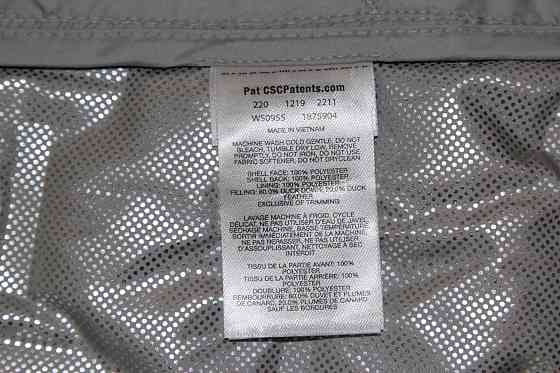 Pat CSCPatents.com
220 1219 2211
WS0955 1875904
MADE IN VIETNAM
MACHINE WASH COLD GENTLE, DO NOT
BLEACH, TUMBLE DRY LOW, REMOVE
PROMPTLY, DO NOT IRON, DO NOT USE
FABRIC SOFTENER, DO NOT DRYCLEAN
SHELL FACE: 100% POLYESTER
SHELL BACK: 100% POLYESTER
LINING: 100% POLYESTER
FILLING: 80.0% DUCK DOWN, 20.0% DUCK
FEATHER
EXCLUSIVE OF TRIMMING
LAVAGE MACHINE À FROID, CYCLE
DÉLICAT, NE PAS UTILISER D'EAU DE JAVEL,
SÉCHAGE MACHINE, BASSE TEMPÉRATURE
SORTIR IMMÉDIATEMENT DE LA MACHINE,
NE PAS REPASSER, NE PAS UTILISER
D'ASSOUPLISSANT, NETTOYAGE À SEC
INTERDIT
TISSU DE LA PARTIE AVANT: 100%
POLYESTER
TISSU DE LA PARTIE ARRIÈRE: 100%
POLYESTER
DOUBLURE: 100% POLYESTER
REMBOURRURE: 80.0% DUVET ET PLUMES
DE CANARD, 20.0% PLUMES DE CANARD
SAUF LES BORDURES